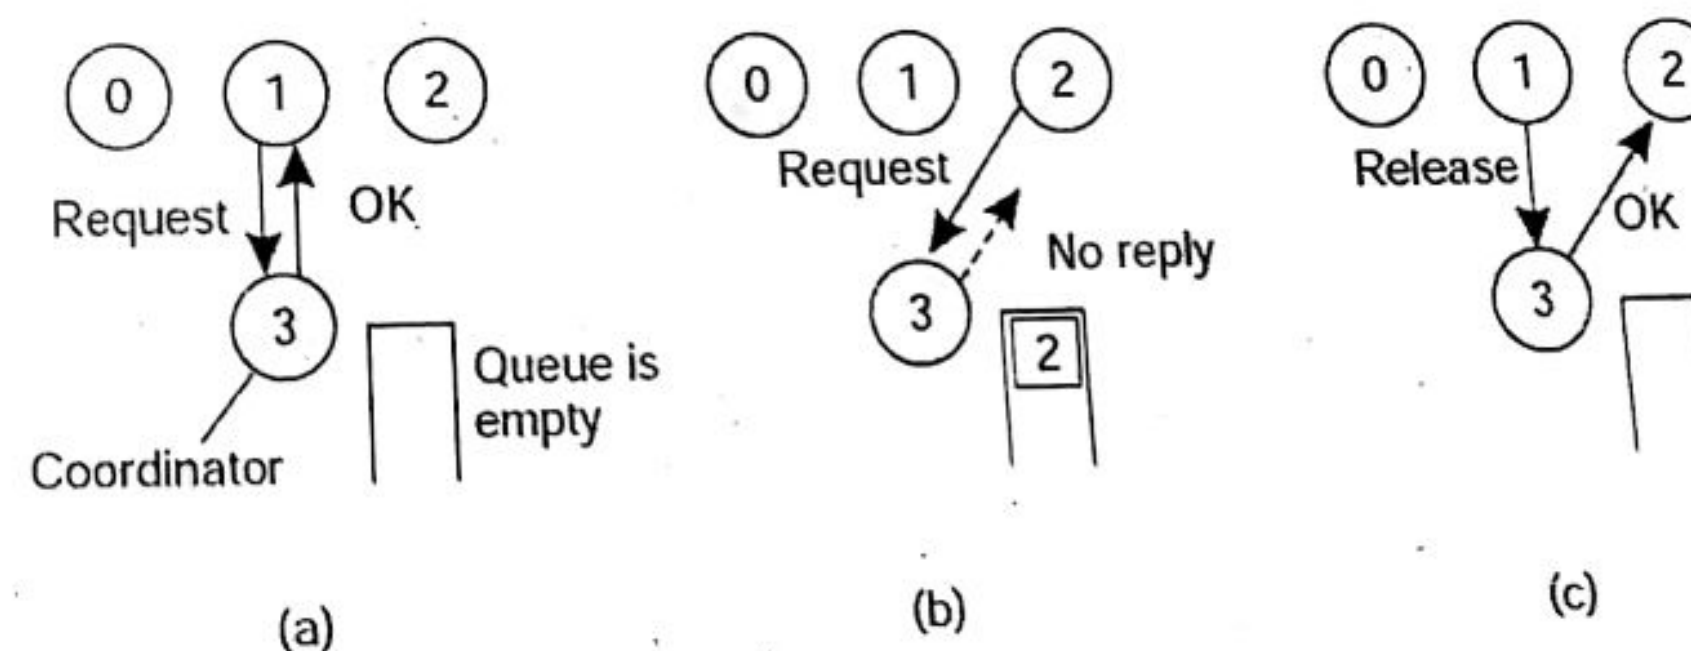 0 1 2
Request OK
3
Queue is
empty
Coordinator
(a)
0 1 2
Request
No reply
3
2
(b)
0 1 2
Release
OK
3
(c)